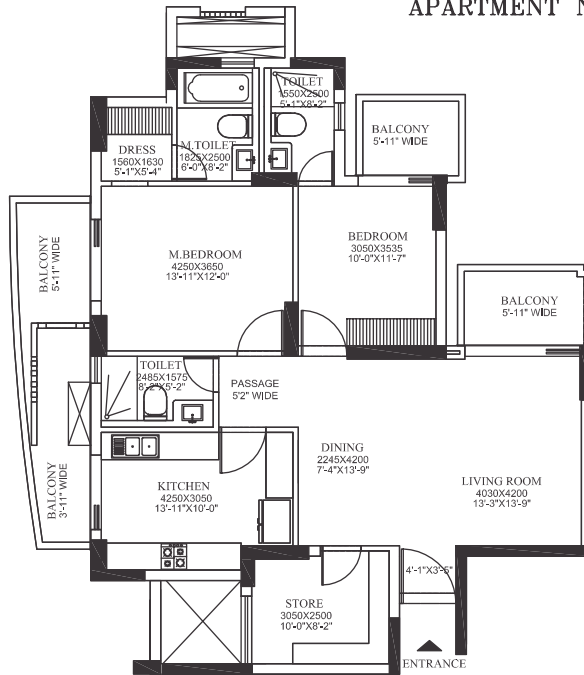 APARTMENT N
TOILET
1550X2500
5'-1"X8'-2"
BALCONY
5'-11" WIDE
DRESS
1560X1630
5'-1"X5'-4"
M.TOILET
1825X2500
6'-0"X8'-2"
BALCONY
5'-11" WIDE
M.BEDROOM
4250X3650
13'-11"X12'-0"
BEDROOM
3050X3535
10'-0"X11'-7"
BALCONY
5'-11" WIDE
TOILET
2485X1575
8'-2"X5'-2"
PASSAGE
5'2" WIDE
DINING
2245X4200
7'-4"X13'-9"
LIVING ROOM
4030X4200
13'-3"X13'-9"
BALCONY
3'-11" WIDE
KITCHEN
4250X3050
13'-11"X10'-0"
4'-1"X3'-5"
STORE
3050X2500
10'-0"X8'-2"
ENTRANCE